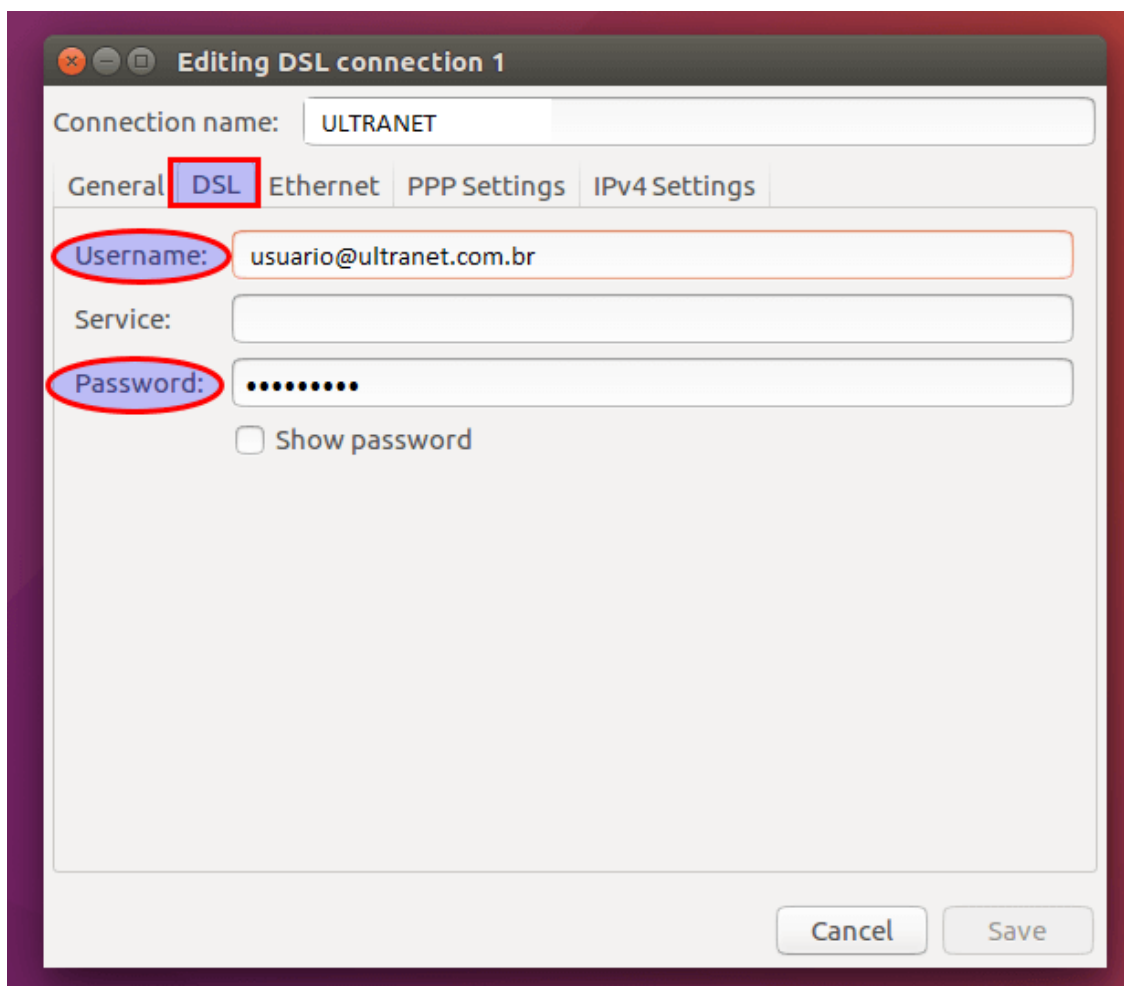 Editing DSL connection 1
Connection name: ULTRANET
General DSL Ethernet PPP Settings IPv4 Settings
Username: usuario@ultranet.com.br
Service:
Password: •••••••••
Show password
Cancel Save